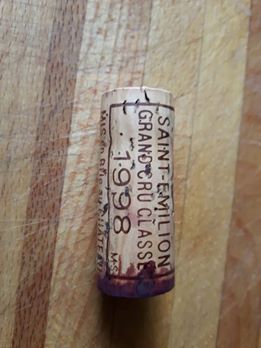 SAINT-EMILION
GRAND CRU CLASSE
1998